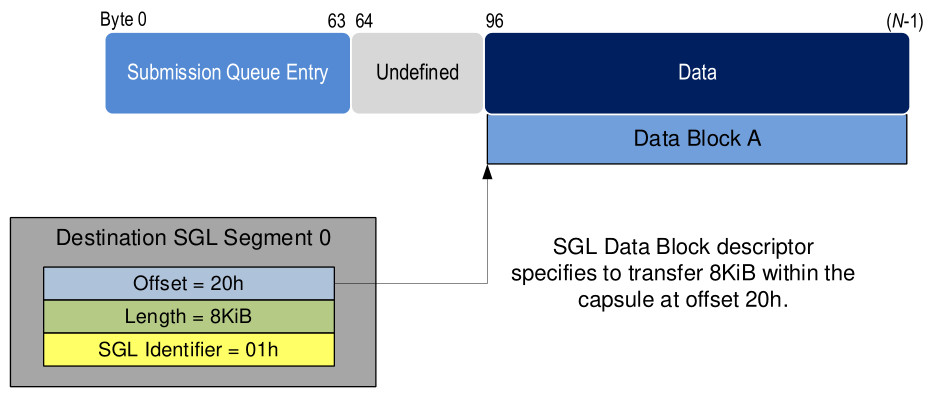 Byte 0 63 64 96 (N-1)
Submission Queue Entry Undefined Data
Data Block A
Destination SGL Segment 0
Offset = 20h
Length = 8KiB
SGL Identifier = 01h
SGL Data Block descriptor
specifies to transfer 8KiB within the
capsule at offset 20h.